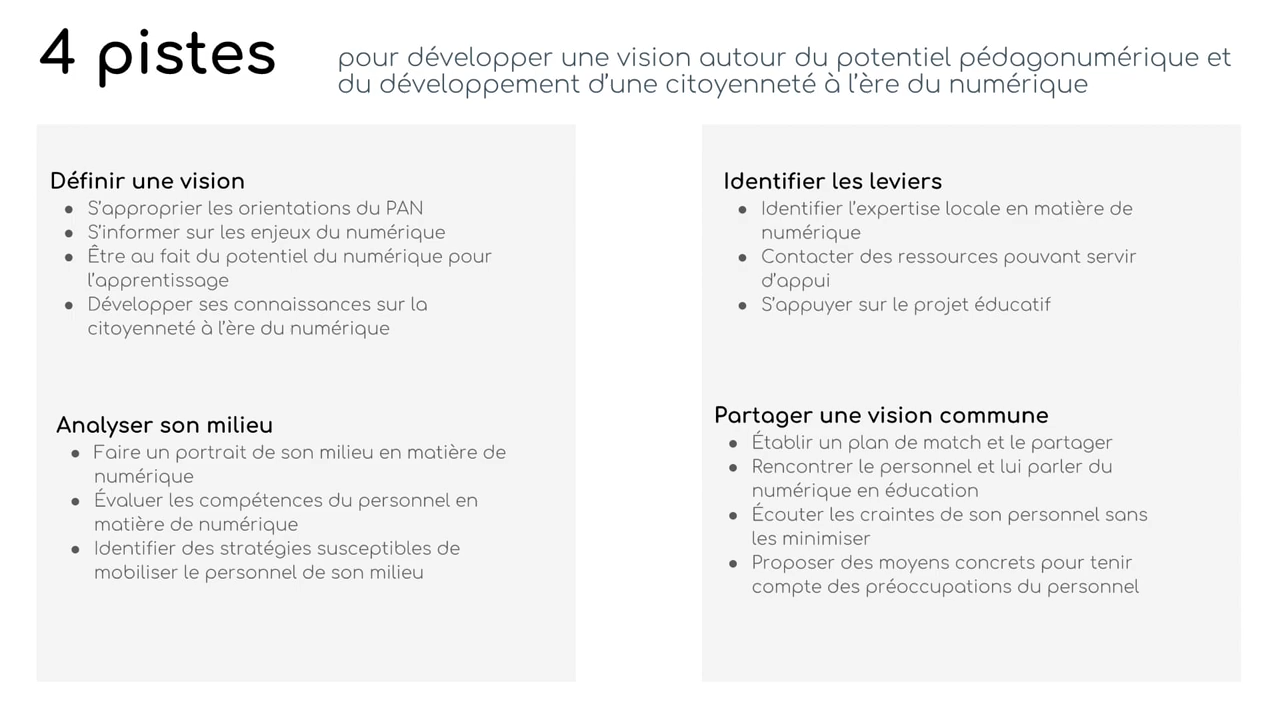 4 pistes
pour développer une vision autour du potentiel pédagonumérique et
du développement d'une citoyenneté à l'ère du numérique
Définir une vision
● S'approprier les orientations du PAN
● S'informer sur les enjeux du numérique
● Être au fait du potentiel du numérique pour
l'apprentissage
● Développer ses connaissances sur la
citoyenneté à l'ère du numérique
Analyser son milieu
● Faire un portrait de son milieu en matière de
numérique
● Évaluer les compétences du personnel en
matière de numérique
● Identifier des stratégies susceptibles de
mobiliser le personnel de son milieu
Identifier les leviers
● Identifier l'expertise locale en matière de
numérique
● Contacter des ressources pouvant servir
d'appui
● S'appuyer sur le projet éducatif
Partager une vision commune
● Établir un plan de match et le partager
● Rencontrer le personnel et lui parler du
numérique en éducation
● Écouter les craintes de son personnel sans
les minimiser
● Proposer des moyens concrets pour tenir
compte des préoccupations du personnel